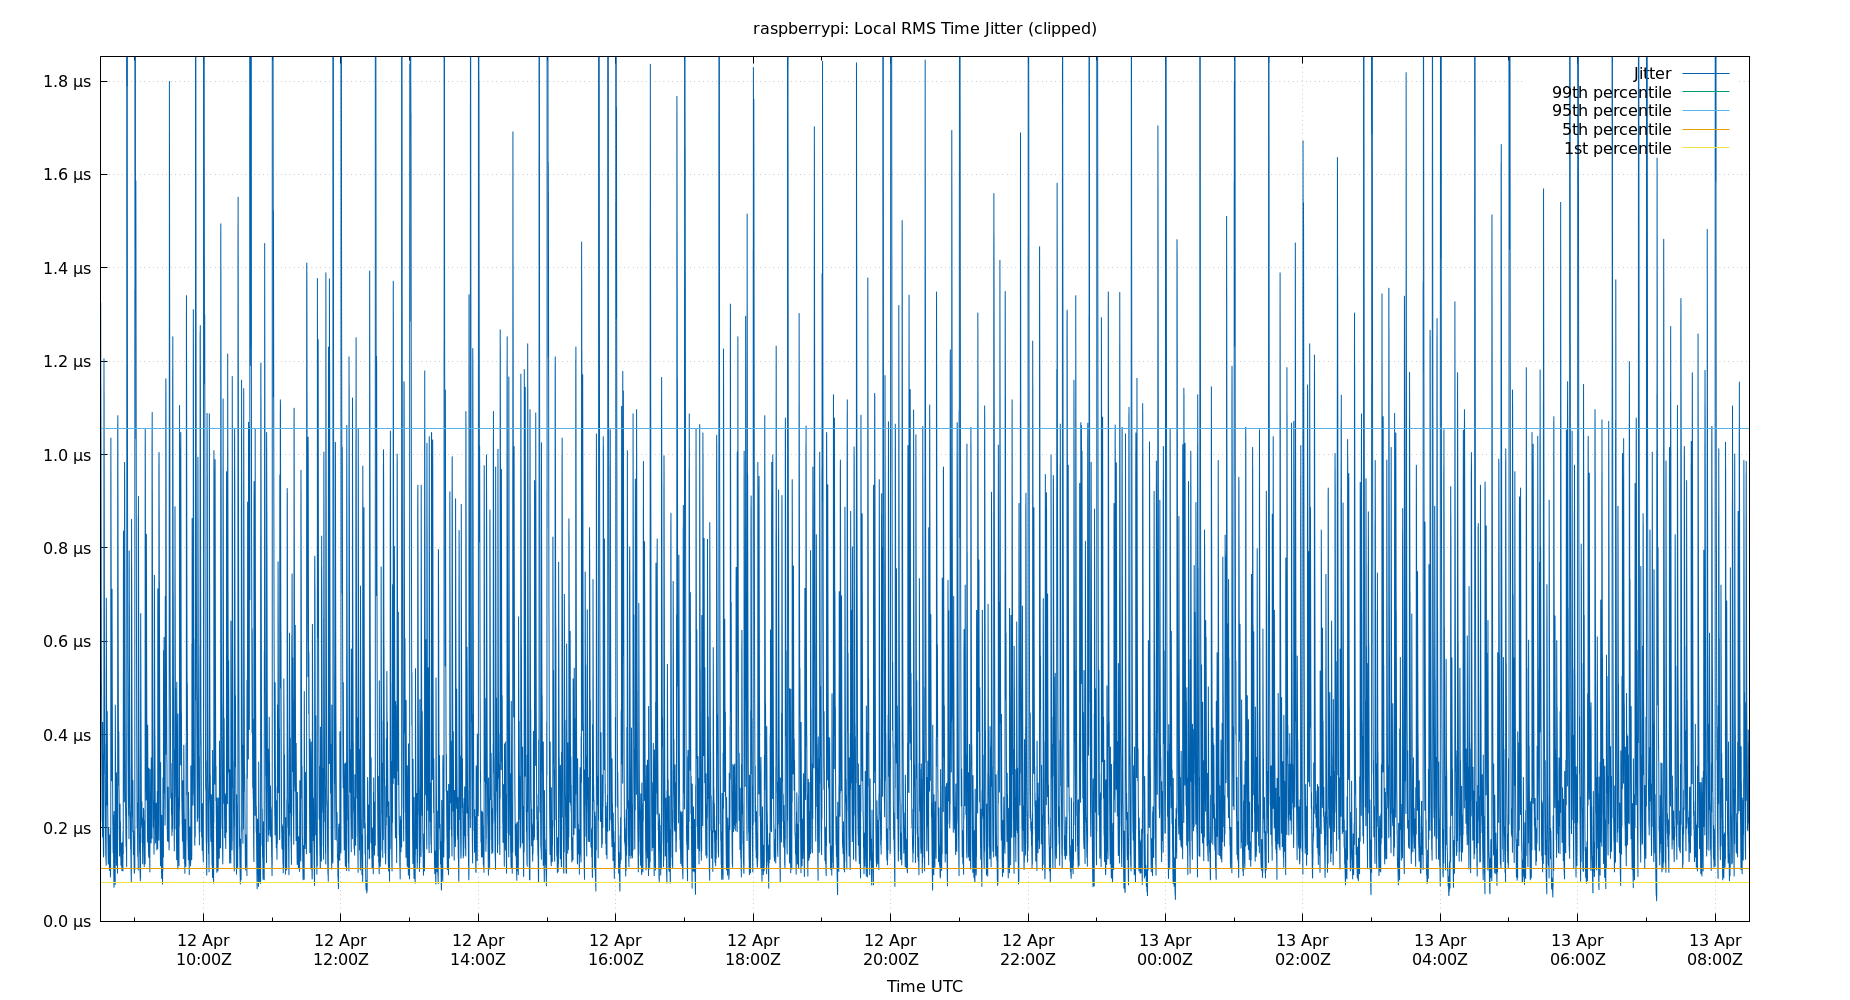 raspberrypi: Local RMS Time Jitter (clipped)
Jitter
99th percentile
95th percentile
5th percentile
1st percentile
1.8 µs
1.6 µs
1.4 µs
1.2 µs
1.0 µs
0.8 µs
0.6 µs
0.4 µs
0.2 µs
0.0 µs
12 Apr 12 Apr 12 Apr 12 Apr 12 Apr 12 Apr 12 Apr 13 Apr 13 Apr 13 Apr 13 Apr 13 Apr
10:00Z 12:00Z 14:00Z 16:00Z 18:00Z 20:00Z 22:00Z 00:00Z 02:00Z 04:00Z 06:00Z 08:00Z
Time UTC